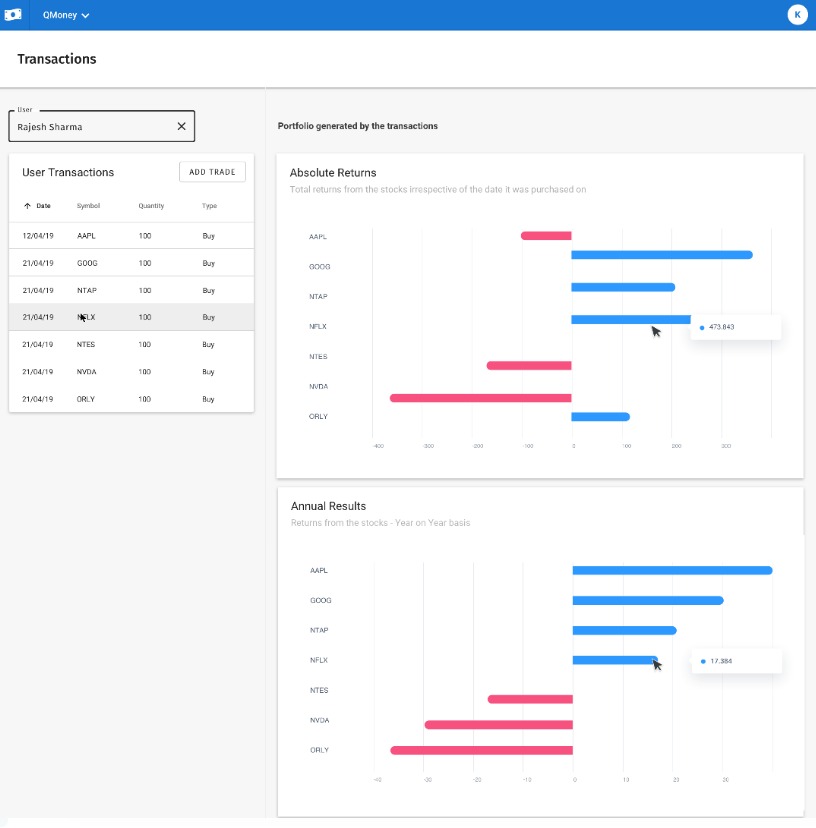 QMoney
K
Transactions
User
Rajesh Sharma
User Transactions
ADD TRADE
Date Symbol Quantity Type
12/04/19 AAPL 100 Buy
21/04/19 GOOG 100 Buy
21/04/19 NTAP 100 Buy
21/04/19 NFLX 100 Buy
21/04/19 NTES 100 Buy
21/04/19 NVDA 100 Buy
21/04/19 ORLY 100 Buy
Portfolio generated by the transactions
Absolute Returns
Total returns from the stocks irrespective of the date it was purchased on
AAPL
GOOG
NTAP
NFLX
473.843
NTES
NVDA
ORLY
-400 -300 -200 -100 0 100 200 300
Annual Results
Returns from the stocks - Year on Year basis
AAPL
GOOG
NTAP
NFLX
17.384
NTES
NVDA
ORLY
-40 -30 -20 -10 0 10 20 30